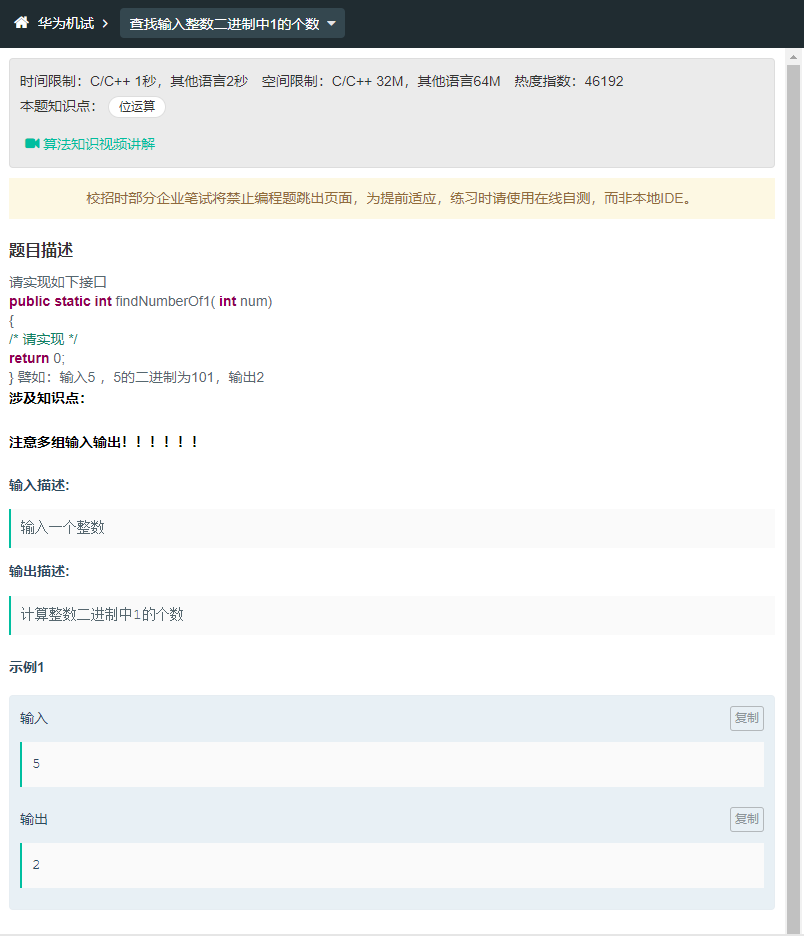 华为机试
查找输入整数二进制中1的个数
时间限制：C/C++ 1秒，其他语言2秒 空间限制：C/C++ 32M，其他语言64M 热度指数：46192
本题知识点： 位运算
算法知识视频讲解
校招时部分企业笔试将禁止编程题跳出页面，为提前适应，练习时请使用在线自测，而非本地IDE。
题目描述
请实现如下接口
public static int findNumberOf1( int num)
{
/* 请实现 */
return 0;
} 譬如：输入5 ，5的二进制为101，输出2
涉及知识点：
注意多组输入输出！！！！！！
输入描述:
输入一个整数
输出描述:
计算整数二进制中1的个数
示例1
输入
复制
5
输出
复制
2